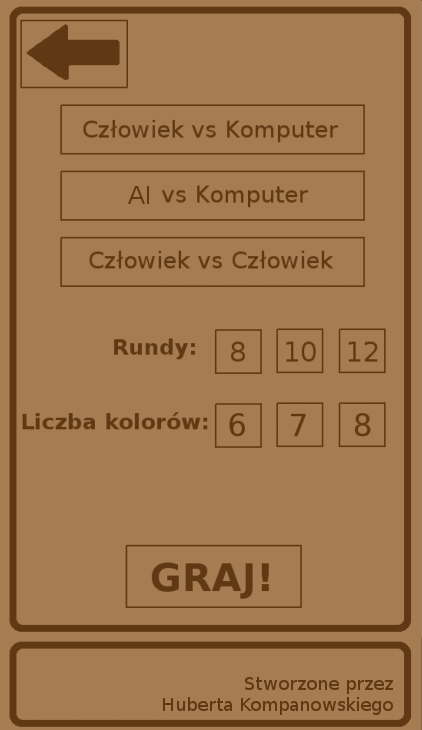 Człowiek vs Komputer
AI vs Komputer
Człowiek vs Człowiek
Rundy: 8 10 12
Liczba kolorów: 6 7 8
GRAJ!
Stworzone przez
Huberta Kompanowskiego